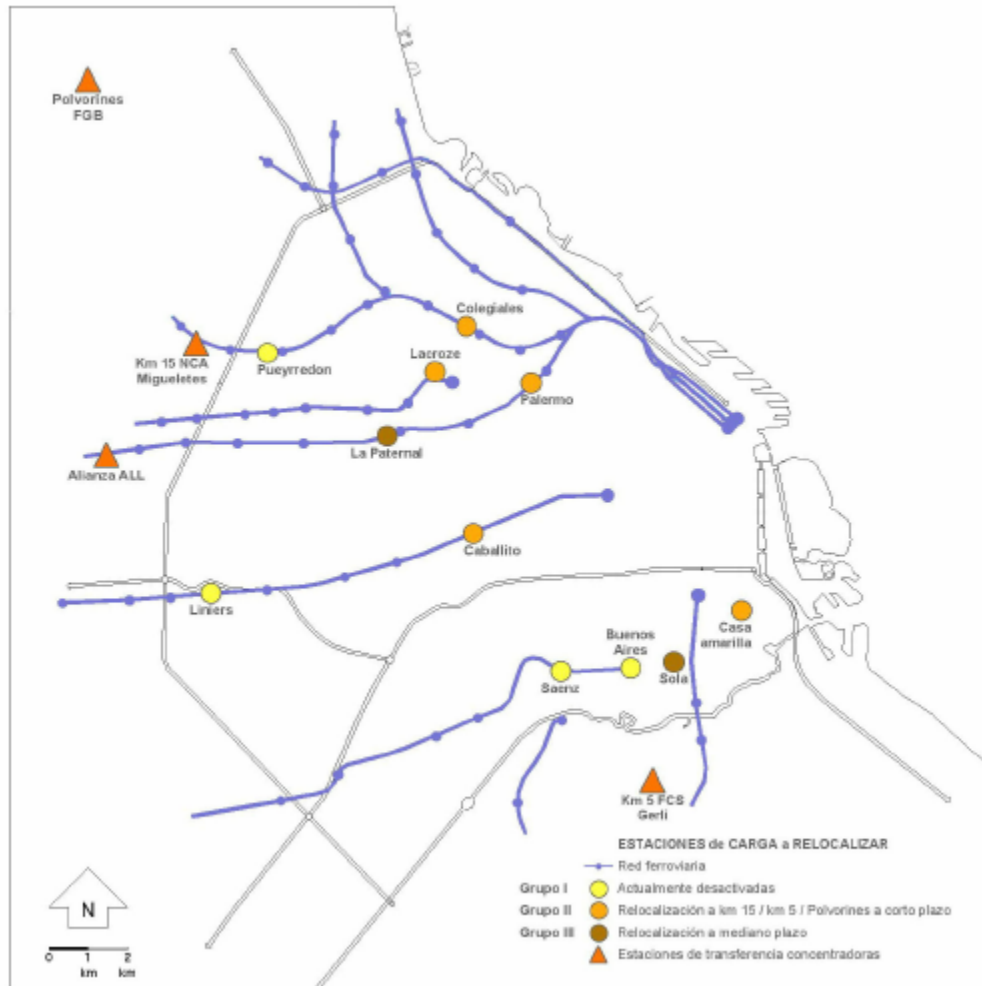 Polvorines
FGB
Colegiales
Km 15 NCA
Migueletes
Pueyrredon
Lacroze
Palermo
La Paternal
Alianza ALL
Caballito
Liniers
Casa
amarilla
Buenos
Aires
Saenz
Sola
Km 5 FCS
Gerli
ESTACIONES de CARGA a RELOCALIZAR
Red ferroviaria
Grupo I Actualmente desactivadas
Grupo II Relocalización a km 15 / km 5 / Polvorines a corto plazo
Grupo III Relocalización a mediano plazo
Estaciones de transferencia concentradoras
N
0 1 2
km km